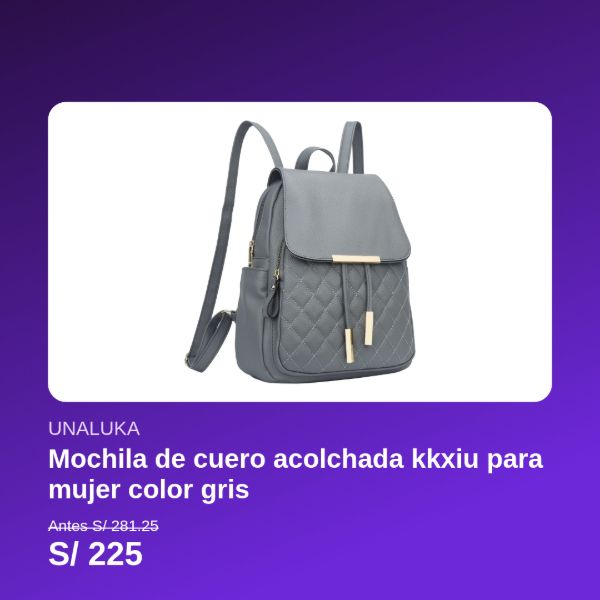 UNALUKA
Mochila de cuero acolchada kkxiu para
mujer color gris
Antes S/ 281.25
S/ 225